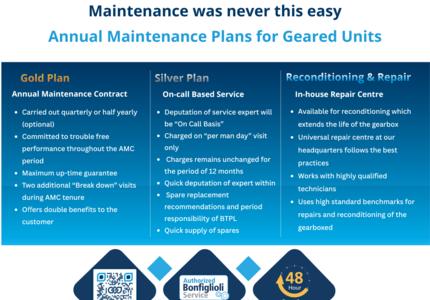 Maintenance was never this easy
Annual Maintenance Plans for Geared Units
Gold Plan
Annual Maintenance Contract
• Carried out quarterly or half yearly
(optional)
• Committed to trouble free
performance throughout the AMC
period
• Maximum up-time guarantee
• Two additional “Break down” visits
during AMC tenure
• Offers double benefits to the
customer
Silver Plan
On-call Based Service
• Deputation of service expert will
be “On Call Basis”
• Charged on “per man day” visit
only
• Charges remains unchanged for
the period of 12 months
• Quick deputation of expert within
• Spare replacement
recommendations and period
responsibility of BTPL
• Quick supply of spares
Reconditioning & Repair
In-house Repair Centre
• Available for reconditioning which
extends the life of the gearbox
• Universal repair centre at our
headquarters follows the best
practices
• Works with highly qualified
technicians
• Uses high standard benchmarks for
repairs and reconditioning of the
gearboxed
Authorized
Bonfiglioli
Service
48
Hour